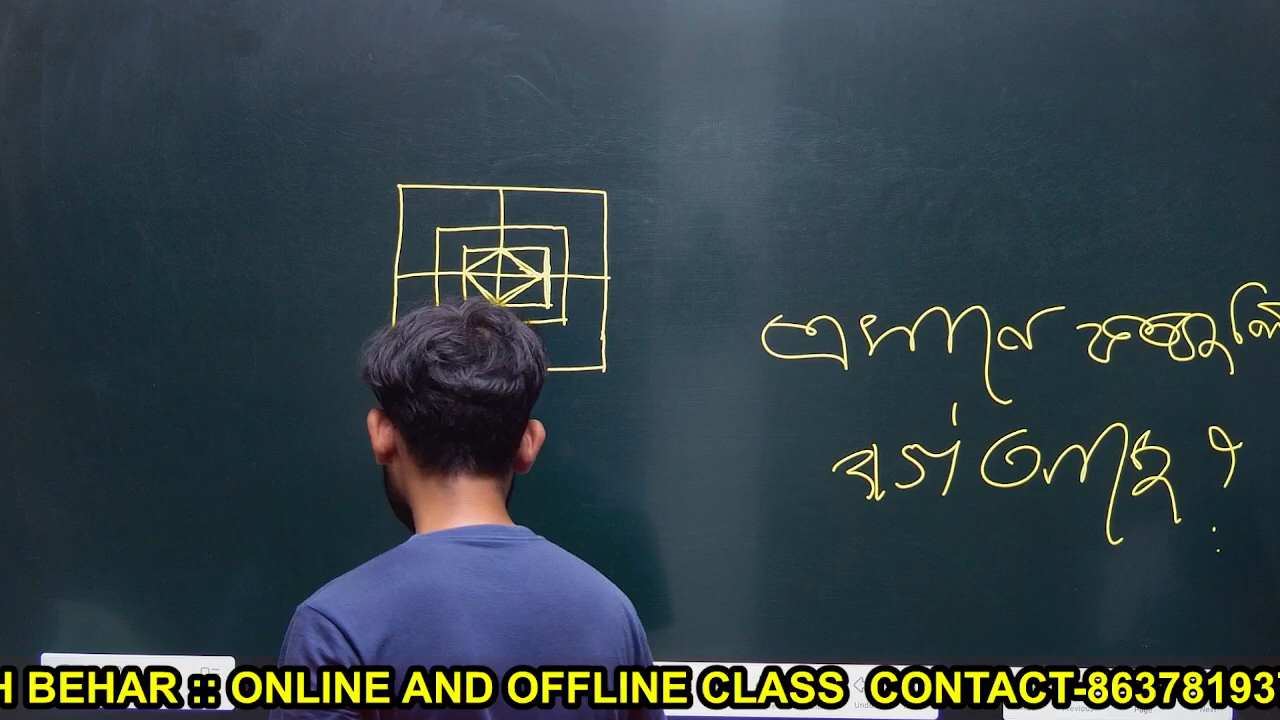 এখানে কতগুলি
বর্গ আছে?
H BEHAR :: ONLINE AND OFFLINE CLASS CONTACT-86378193